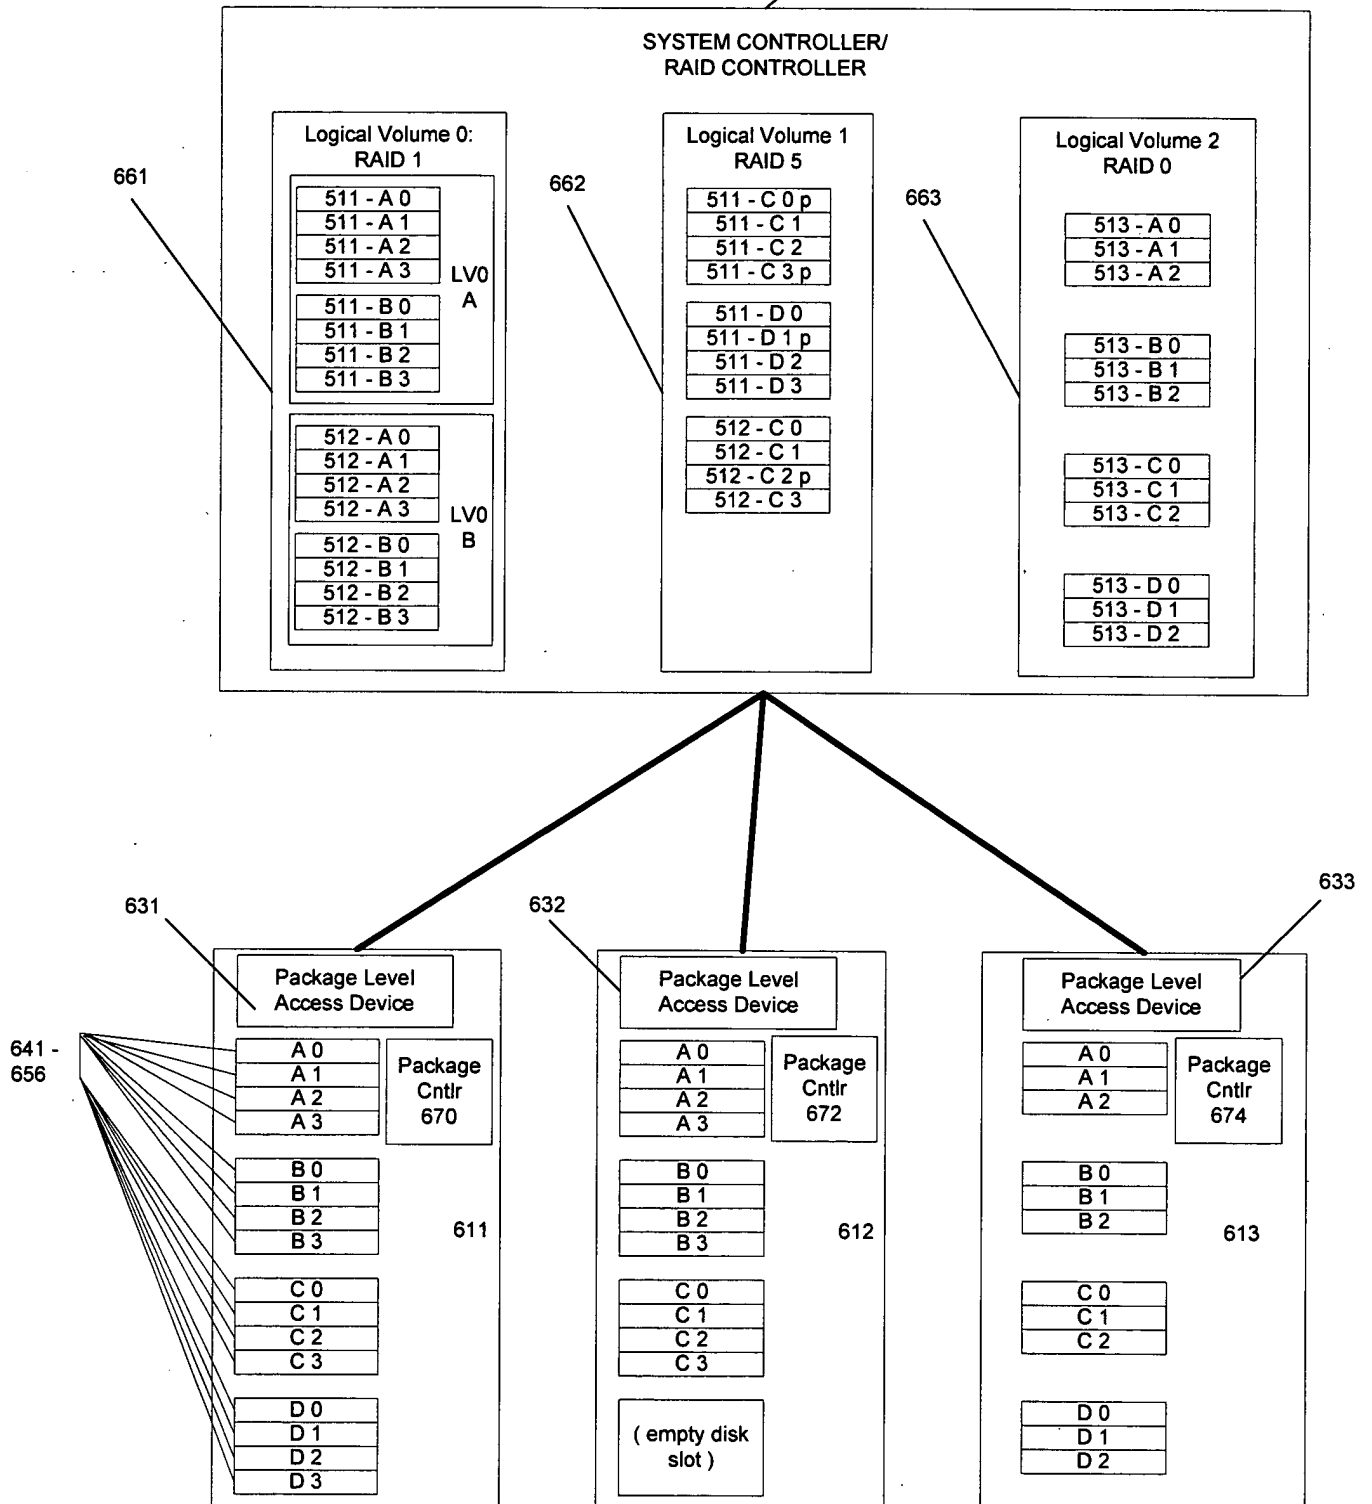 SYSTEM CONTROLLER/
RAID CONTROLLER
661
Logical Volume 0:
RAID 1
511 - A 0
511 - A 1
511 - A 2
511 - A 3
511 - B 0
511 - B 1
511 - B 2
511 - B 3
LV0
A
512 - A 0
512 - A 1
512 - A 2
512 - A 3
512 - B 0
512 - B 1
512 - B 2
512 - B 3
LV0
B
662
Logical Volume 1
RAID 5
511 - C 0 p
511 - C 1
511 - C 2
511 - C 3 p
511 - D 0
511 - D 1 p
511 - D 2
511 - D 3
512 - C 0
512 - C 1
512 - C 2 p
512 - C 3
663
Logical Volume 2
RAID 0
513 - A 0
513 - A 1
513 - A 2
513 - B 0
513 - B 1
513 - B 2
513 - C 0
513 - C 1
513 - C 2
513 - D 0
513 - D 1
513 - D 2
631
Package Level
Access Device
641 -
656
A 0
A 1
A 2
A 3
Package
Cntlr
670
B 0
B 1
B 2
B 3
611
C 0
C 1
C 2
C 3
D 0
D 1
D 2
D 3
632
Package Level
Access Device
A 0
A 1
A 2
A 3
Package
Cntlr
672
B 0
B 1
B 2
B 3
612
C 0
C 1
C 2
C 3
( empty disk
slot )
633
Package Level
Access Device
A 0
A 1
A 2
Package
Cntlr
674
B 0
B 1
B 2
613
C 0
C 1
C 2
D 0
D 1
D 2